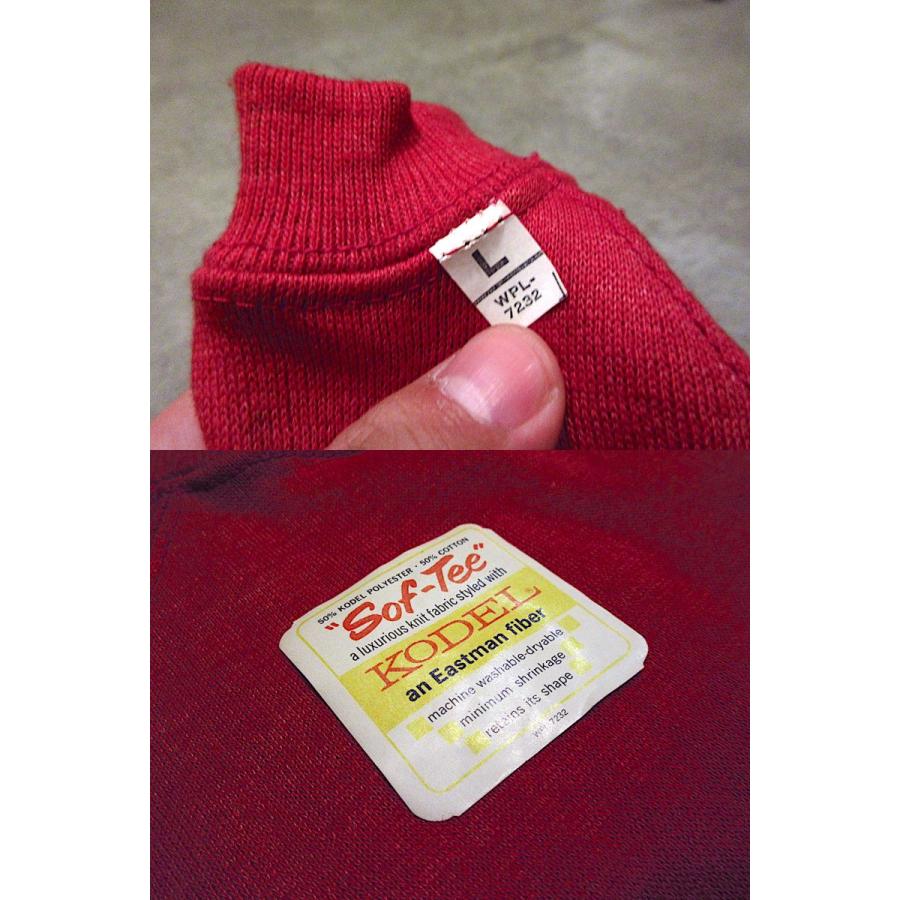 L
WPL-
7232
50% KODEL POLYESTER · 50% COTTON
"Sof-Tee"
a luxurious knit fabric styled with
KODEL
an Eastman fiber
machine washable-dryable
minimum shrinkage
retains its shape
WPL 7232